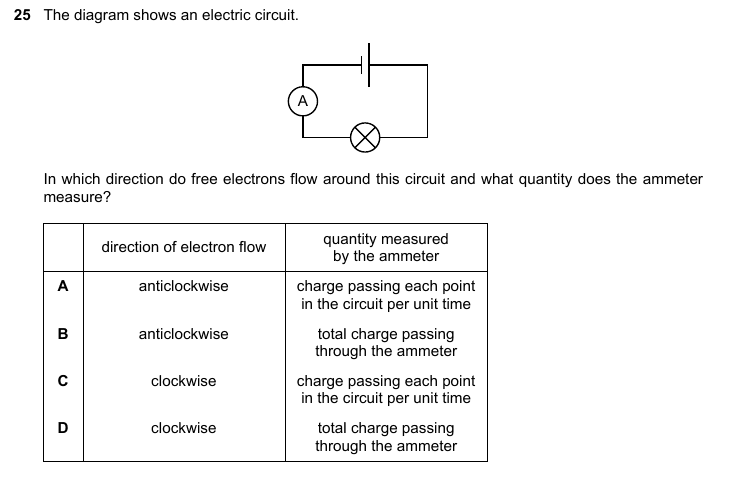 25 The diagram shows an electric circuit.
A
In which direction do free electrons flow around this circuit and what quantity does the ammeter
measure?
direction of electron flow
quantity measured
by the ammeter
A anticlockwise charge passing each point
in the circuit per unit time
B anticlockwise total charge passing
through the ammeter
C clockwise charge passing each point
in the circuit per unit time
D clockwise total charge passing
through the ammeter